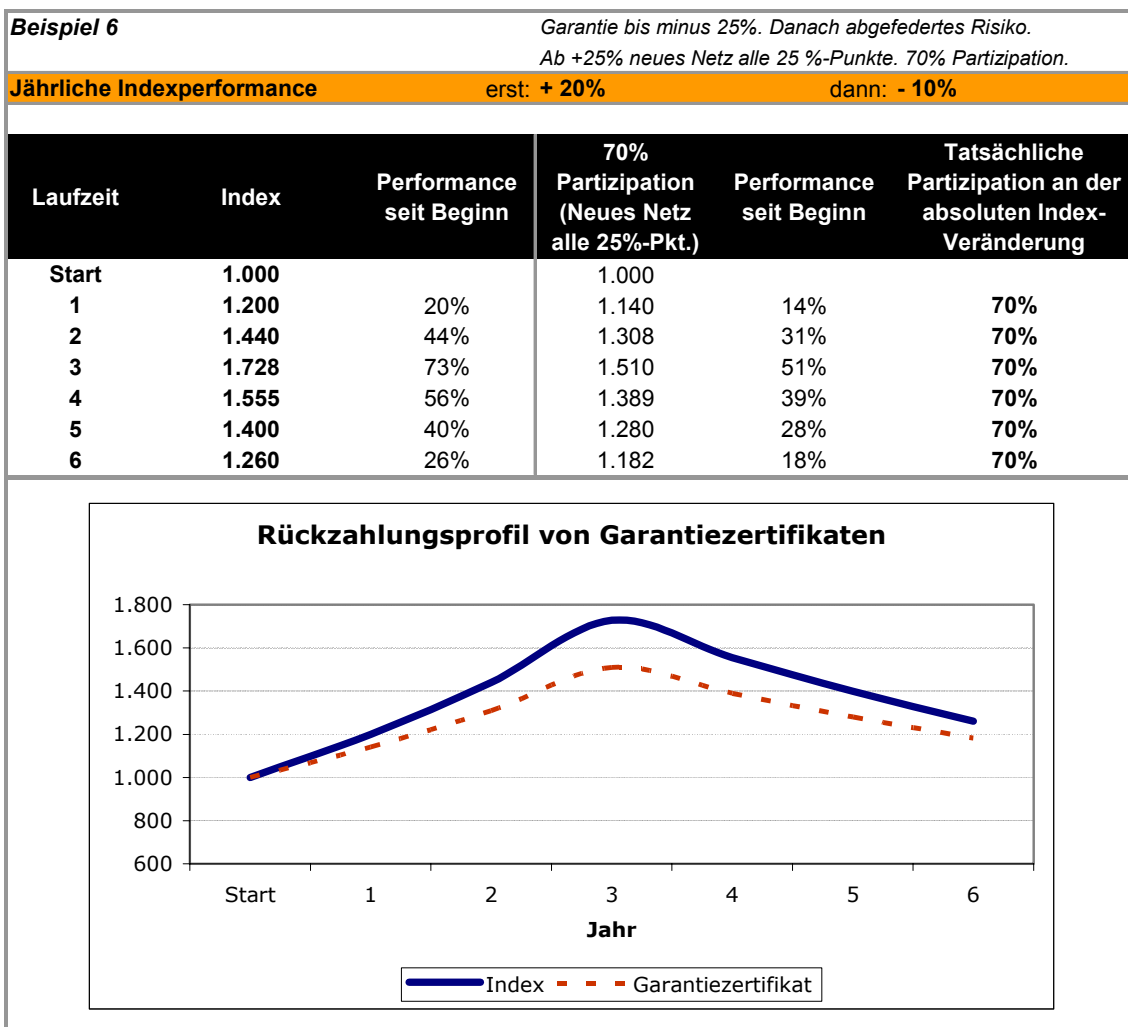 Beispiel 6 Garantie bis minus 25%. Danach abgefedertes Risiko.
Ab +25% neues Netz alle 25 %-Punkte. 70% Partizipation.
Jährliche Indexperformance erst: + 20% dann: - 10%
Laufzeit Index Performance seit Beginn 70% Partizipation (Neues Netz alle 25%-Pkt.) Performance seit Beginn Tatsächliche Partizipation an der absoluten Index-Veränderung
Start 1.000 1.000
1 1.200 20% 1.140 14% 70%
2 1.440 44% 1.308 31% 70%
3 1.728 73% 1.510 51% 70%
4 1.555 56% 1.389 39% 70%
5 1.400 40% 1.280 28% 70%
6 1.260 26% 1.182 18% 70%
Rückzahlungsprofil von Garantiezertifikaten
1.800
1.600
1.400
1.200
1.000
800
600
Start 1 2 3 4 5 6
Jahr
Index Garantiezertifikat